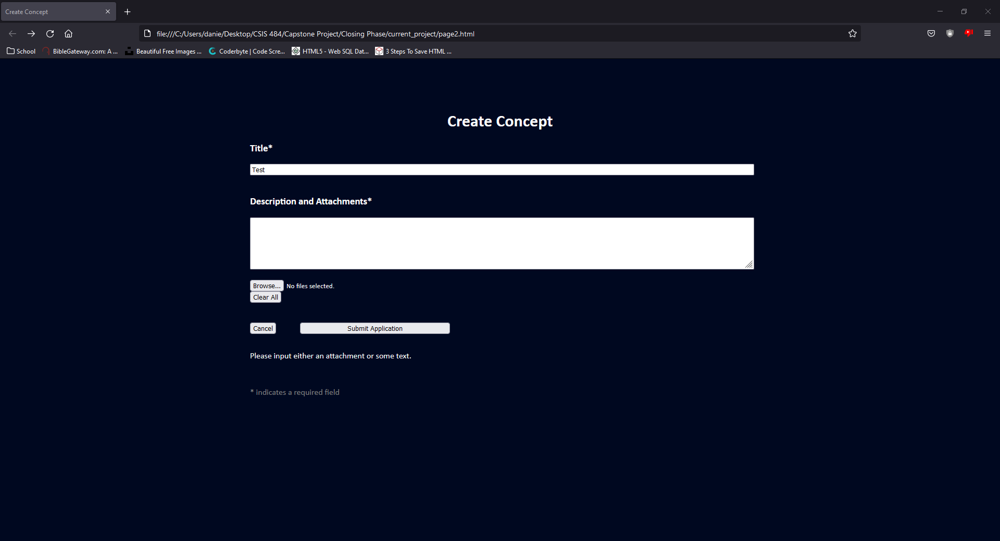 Create Concept
file:///C:/Users/danie/Desktop/CSIS 484/Capstone Project/Closing Phase/current_project/page2.html
School BibleGateway.com: A ... Beautiful Free Images ... Coderbyte | Code Scre... HTML5 - Web SQL Dat... 3 Steps To Save HTML ...
Create Concept
Title*
Test
Description and Attachments*
Browse... No files selected.
Clear All
Cancel Submit Application
Please input either an attachment or some text.
* indicates a required field